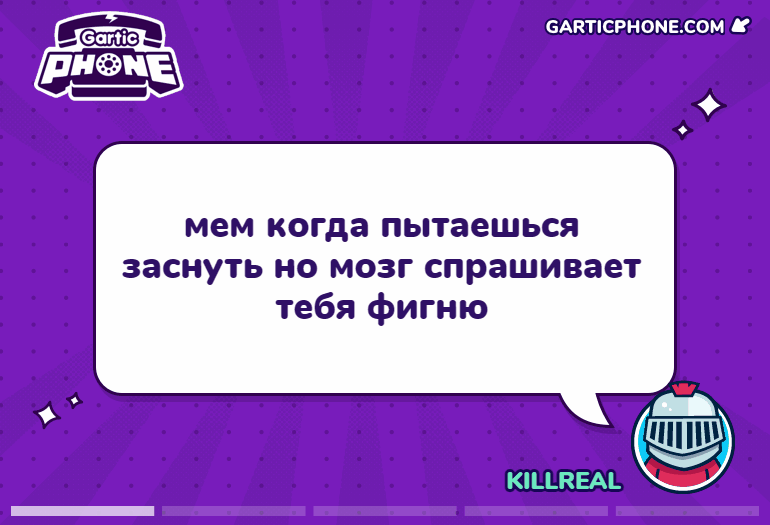 Gartic
PHONE
GARTICPHONE.COM
мем когда пытаешься
заснуть но мозг спрашивает
тебя фигню
KILLREAL